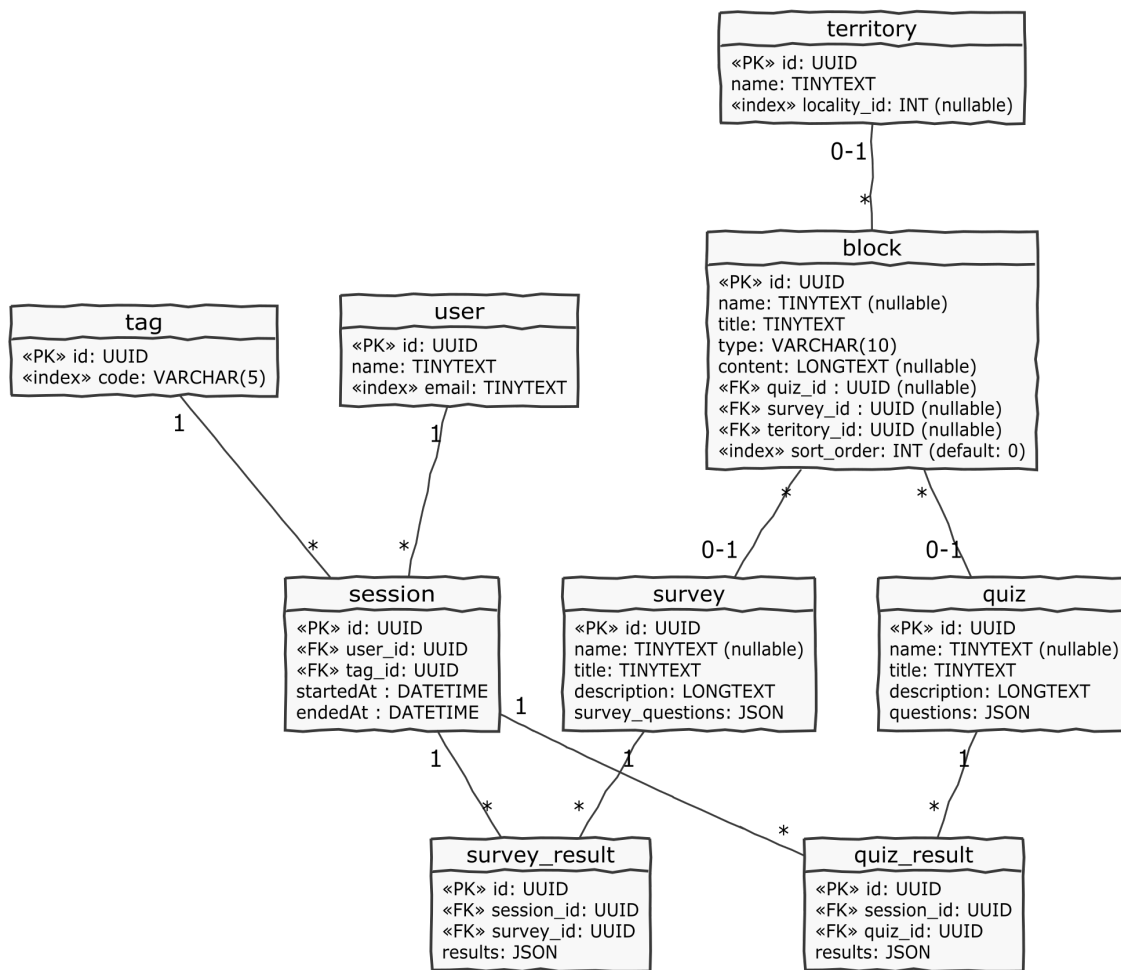 territory
«PK» id: UUID
name: TINYTEXT
«index» locality_id: INT (nullable)
0-1
*
block
«PK» id: UUID
name: TINYTEXT (nullable)
title: TINYTEXT
type: VARCHAR(10)
content: LONGTEXT (nullable)
«FK» quiz_id : UUID (nullable)
«FK» survey_id : UUID (nullable)
«FK» teritory_id: UUID (nullable)
«index» sort_order: INT (default: 0)
tag
«PK» id: UUID
«index» code: VARCHAR(5)
user
«PK» id: UUID
name: TINYTEXT
«index» email: TINYTEXT
1
1
*
*
*
*
0-1
0-1
session
«PK» id: UUID
«FK» user_id: UUID
«FK» tag_id: UUID
startedAt : DATETIME
endedAt : DATETIME
survey
«PK» id: UUID
name: TINYTEXT (nullable)
title: TINYTEXT
description: LONGTEXT
survey_questions: JSON
quiz
«PK» id: UUID
name: TINYTEXT (nullable)
title: TINYTEXT
description: LONGTEXT
questions: JSON
1
1
1
1
*
*
*
*
survey_result
«PK» id: UUID
«FK» session_id: UUID
«FK» survey_id: UUID
results: JSON
quiz_result
«PK» id: UUID
«FK» session_id: UUID
«FK» quiz_id: UUID
results: JSON